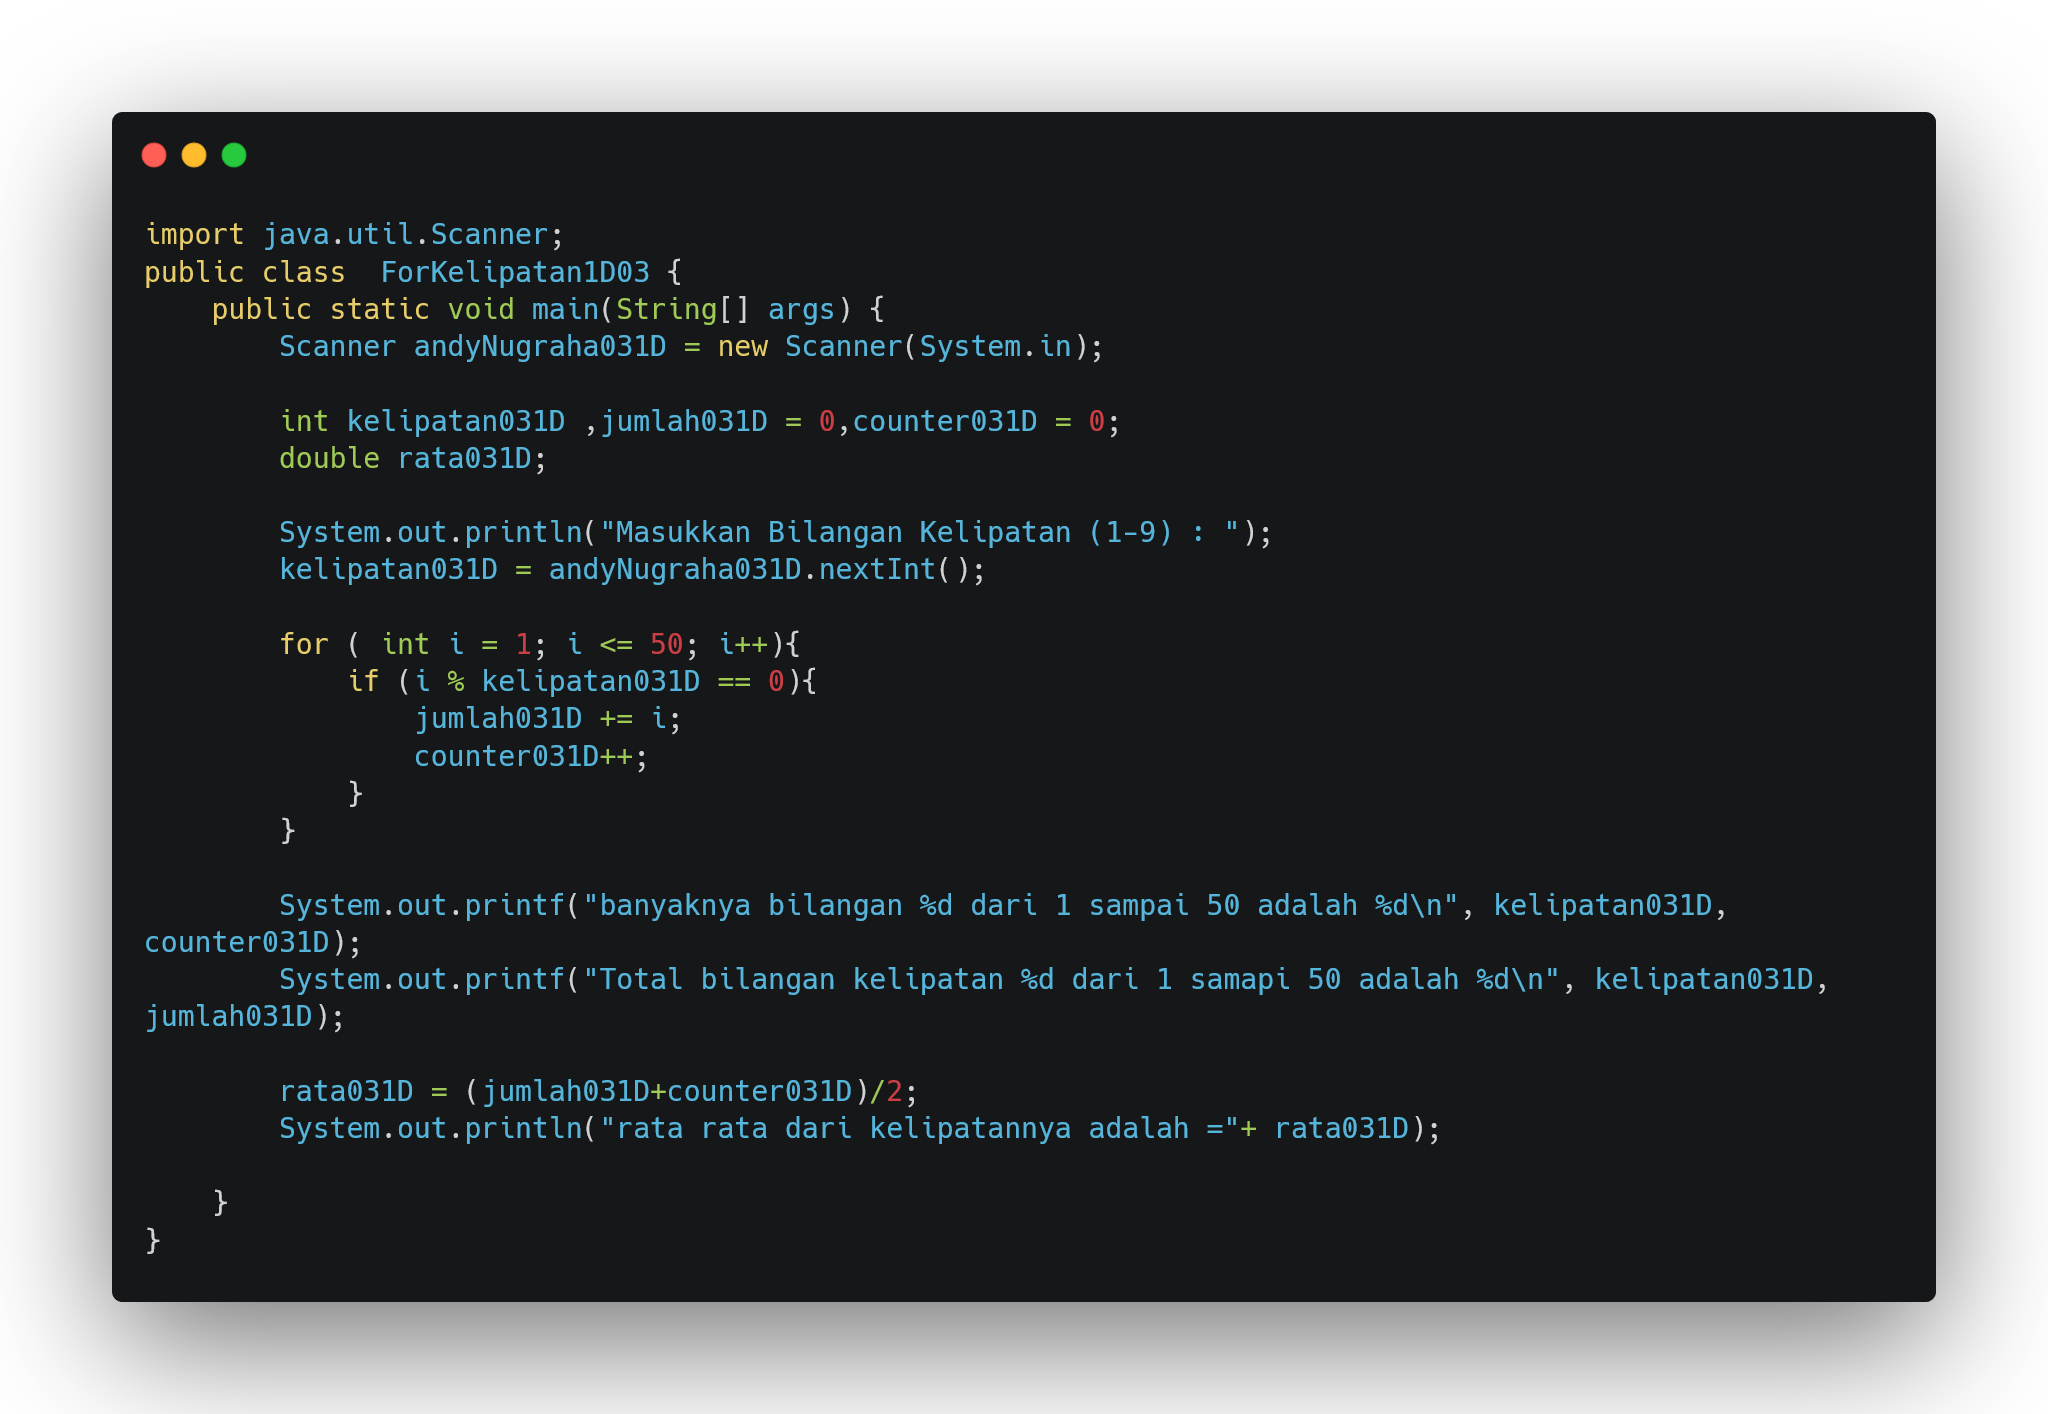 import java.util.Scanner;
public class  ForKelipatan1D03 {
    public static void main(String[] args) {
        Scanner andyNugraha031D = new Scanner(System.in);

        int kelipatan031D ,jumlah031D = 0,counter031D = 0;
        double rata031D;

        System.out.println("Masukkan Bilangan Kelipatan (1-9) : ");
        kelipatan031D = andyNugraha031D.nextInt();

        for ( int i = 1; i <= 50; i++){
            if (i % kelipatan031D == 0){
                jumlah031D += i;
                counter031D++;
            }
        }

        System.out.printf("banyaknya bilangan %d dari 1 sampai 50 adalah %d\n", kelipatan031D,
counter031D);
        System.out.printf("Total bilangan kelipatan %d dari 1 samapi 50 adalah %d\n", kelipatan031D,
jumlah031D);

        rata031D = (jumlah031D+counter031D)/2;
        System.out.println("rata rata dari kelipatannya adalah ="+ rata031D);

    }
}